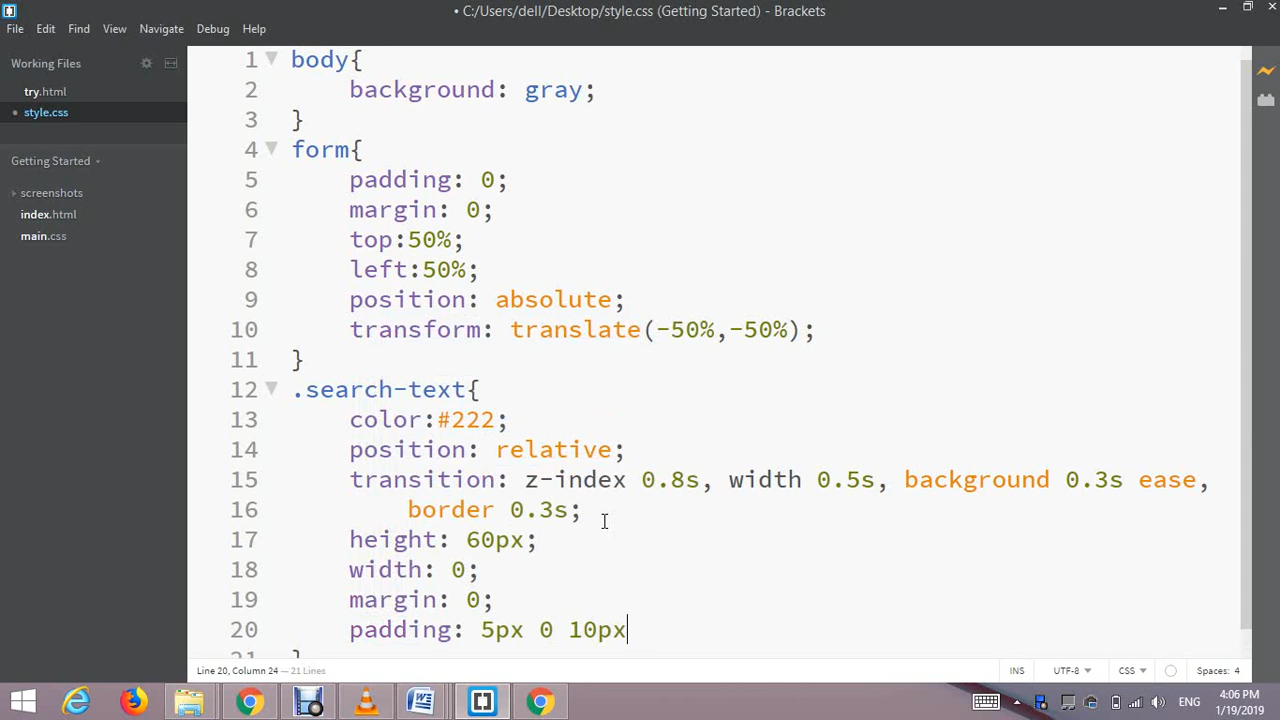 • C:/Users/dell/Desktop/style.css (Getting Started) - Brackets
File Edit Find View Navigate Debug Help
Working Files
try.html
• style.css
Getting Started
screenshots
index.html
main.css
1 body{
2 background: gray;
3 }
4 form{
5 padding: 0;
6 margin: 0;
7 top:50%;
8 left:50%;
9 position: absolute;
10 transform: translate(-50%,-50%);
11 }
12 .search-text{
13 color:#222;
14 position: relative;
15 transition: z-index 0.8s, width 0.5s, background 0.3s ease,
16 border 0.3s;
17 height: 60px;
18 width: 0;
19 margin: 0;
20 padding: 5px 0 10px
21 }
Line 20, Column 24 — 21 Lines INS UTF-8 CSS Spaces: 4
ENG 4:06 PM
1/19/2019